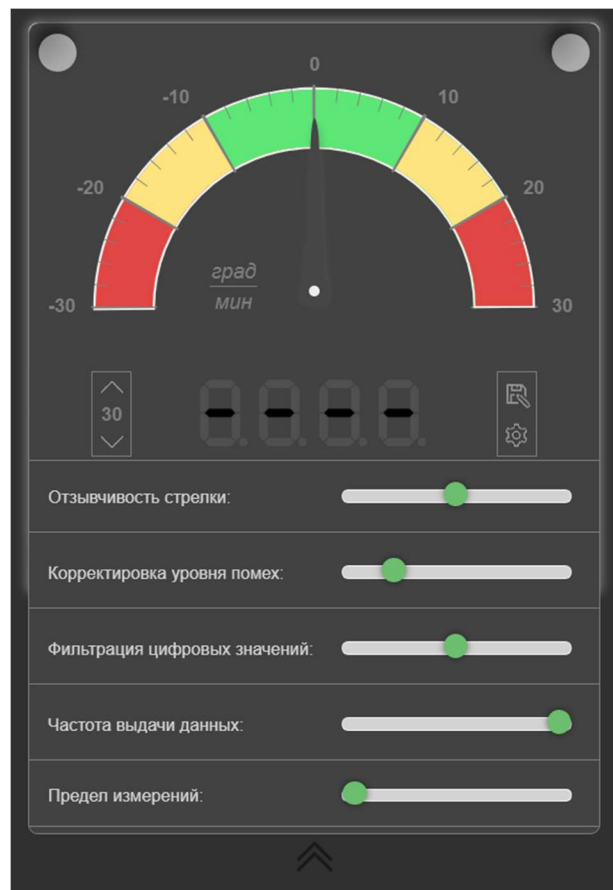 0
-10 10
-20 20
град
мин
-30 30
30 ----
Отзывчивость стрелки:
Корректировка уровня помех:
Фильтрация цифровых значений:
Частота выдачи данных:
Предел измерений: